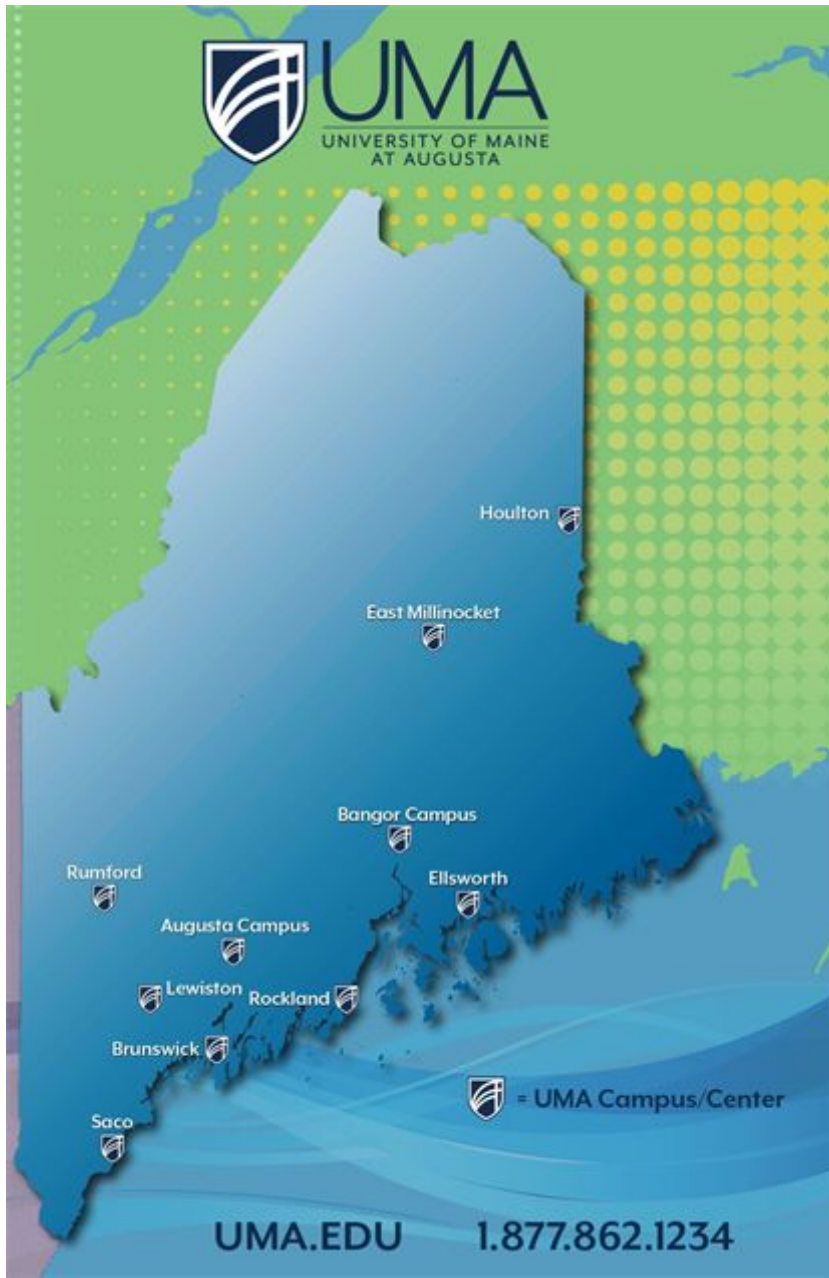 UMA
UNIVERSITY OF MAINE
AT AUGUSTA
Houlton
East Millinocket
Bangor Campus
Rumford
Ellsworth
Augusta Campus
Lewiston
Rockland
Brunswick
= UMA Campus/Center
Saco
UMA.EDU 1.877.862.1234